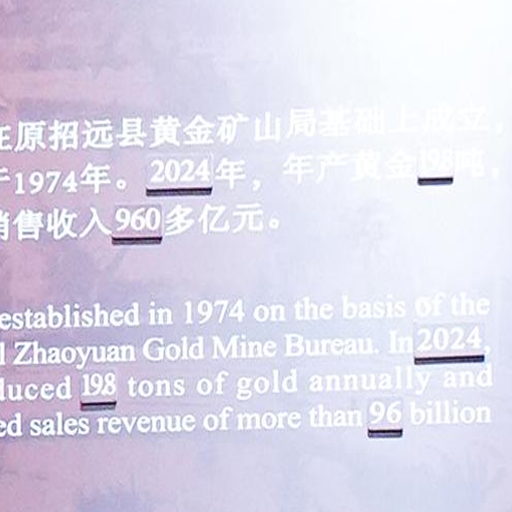 在原招远县黄金矿山局基础上成立,
于1974年。2024年,年产黄金198吨,
销售收入960多亿元。
established in 1974 on the basis of the
l Zhaoyuan Gold Mine Bureau. In 2024,
duced 198 tons of gold annually and
ed sales revenue of more than 96 billion